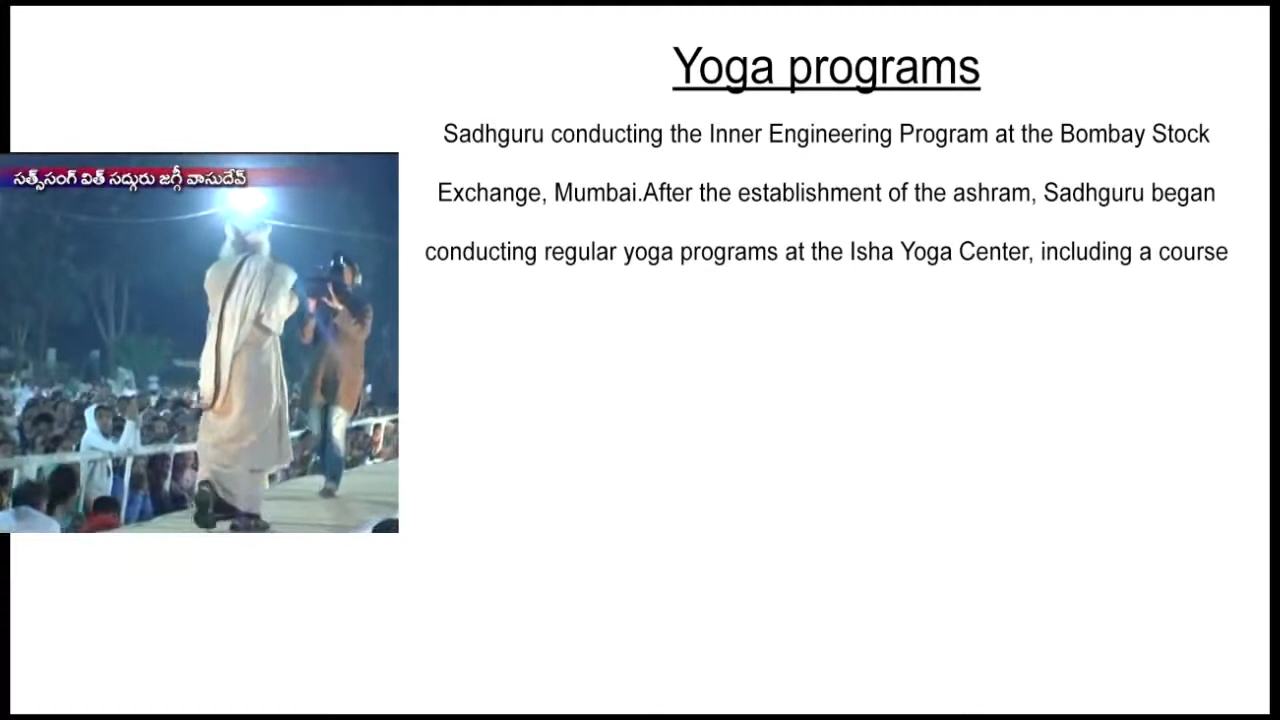 Yoga programs
Sadhguru conducting the Inner Engineering Program at the Bombay Stock
Exchange, Mumbai.After the establishment of the ashram, Sadhguru began
conducting regular yoga programs at the Isha Yoga Center, including a course
సత్సంగ్ విత్ సద్గురు జగ్గీ వాసుదేవ్